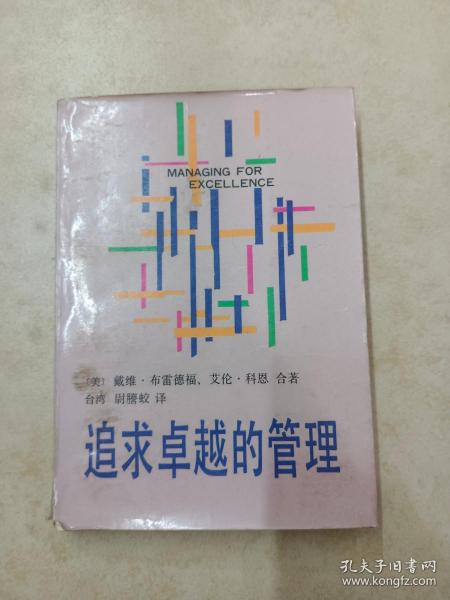 MANAGING FOR
EXCELLENCE
〔美〕 戴维·布雷德福、艾伦·科恩 合著
台湾 尉謄蛟 译
追求卓越的管理
孔夫子旧书网
www.kongfz.com